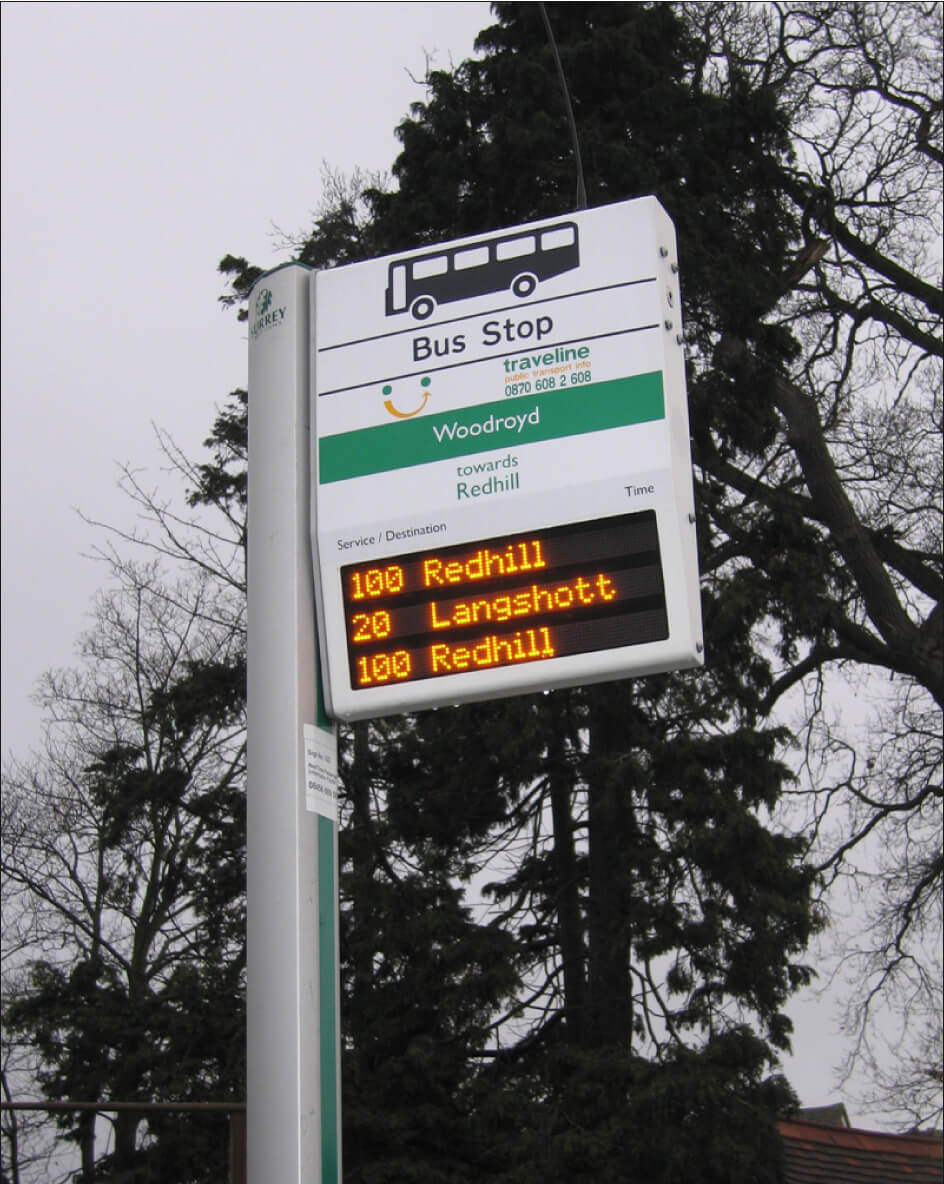 SURREY
Bus Stop
traveline
public transport info
0870 608 2 608
Woodroyd
towards
Redhill
Service / Destination Time
100 Redhill
20 Langshott
100 Redhill